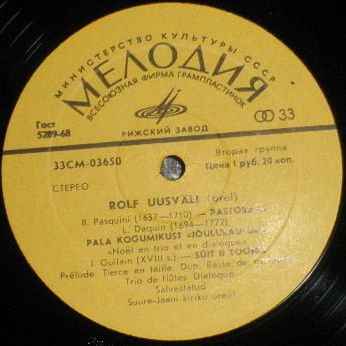 МИНИСТЕРСТВО КУЛЬТУРЫ СССР
МЕЛОДИЯ
ВСЕСОЮЗНАЯ ФИРМА ГРАМПЛАСТИНОК
Гост
5289-68
33
РИЖСКИЙ ЗАВОД
33СМ-03650
Вторая группа.
Цена 1 руб. 20 коп.
СТЕРЕО
ROLF UUSVÄLI (orel)
B. Pasquini (1637—1710) — PASTORAAL
L. Daquin (1694—1772)
PALA KOGUMIKUST
«Noel en trio et en dialogue»
J. Guilain (XVIII s.) — SÜIT II TOONIS
Prélude. Tierce en taille. Duo. Basse de
Trio de flûtes. Dialogue
Salvestatud
Suure-Jaani kiriku orelil